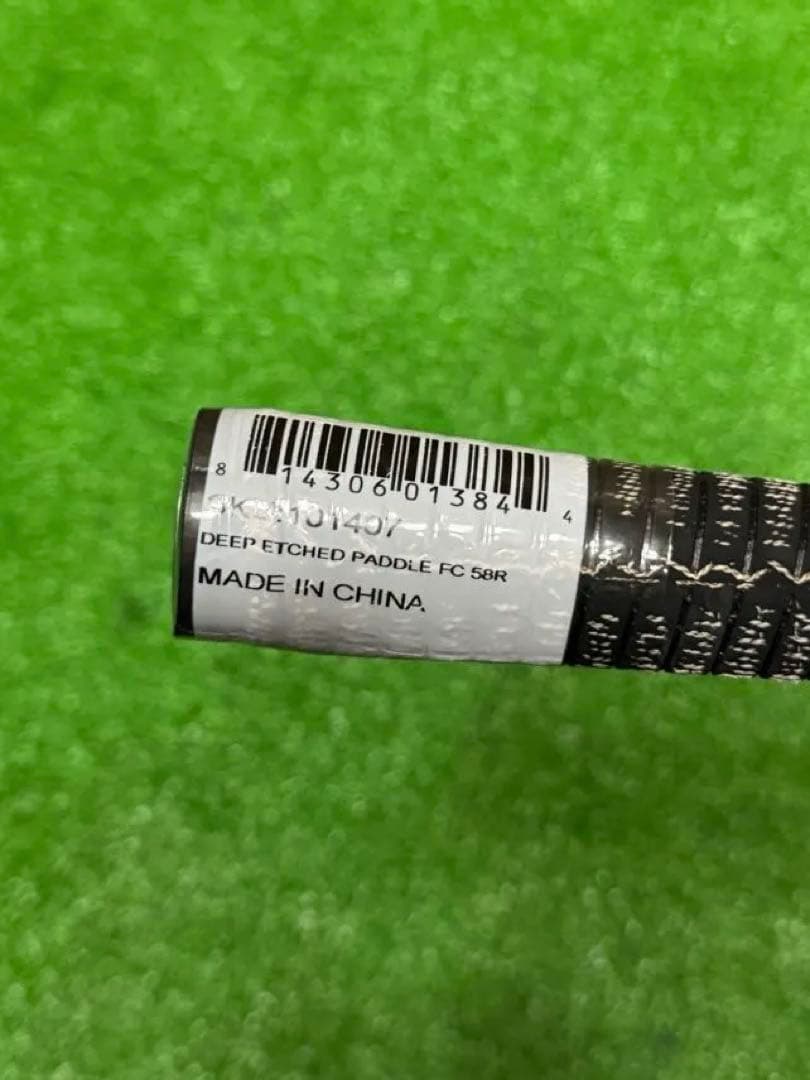 8 14306 01384 4
DEEP ETCHED PADDLE FC 58R
MADE IN CHINA